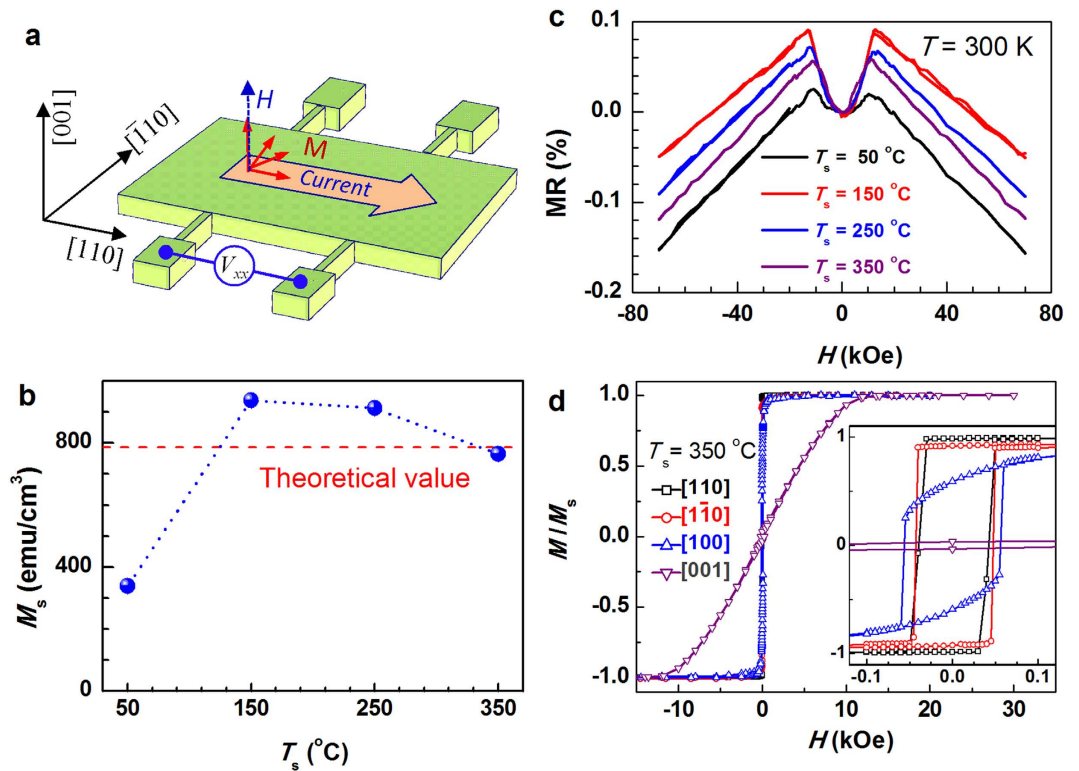 a
[001]
[1̄10]
[110]
H
M
Current
Vxx
b
Ms (emu/cm3)
800
400
0
Theoretical value
50
150
250
350
Ts (°C)
c
MR (%)
0.1
0.0
-0.1
-0.2
T = 300 K
Ts = 50 °C
Ts = 150 °C
Ts = 250 °C
Ts = 350 °C
-80
-40
0
40
80
H (kOe)
d
M/Ms
1.0
0.5
0.0
-0.5
-1.0
Ts = 350 °C
[110]
[11̄0]
[100]
[001]
1
0
-1
-0.1
0.0
0.1
-10
0
10
20
30
H (kOe)